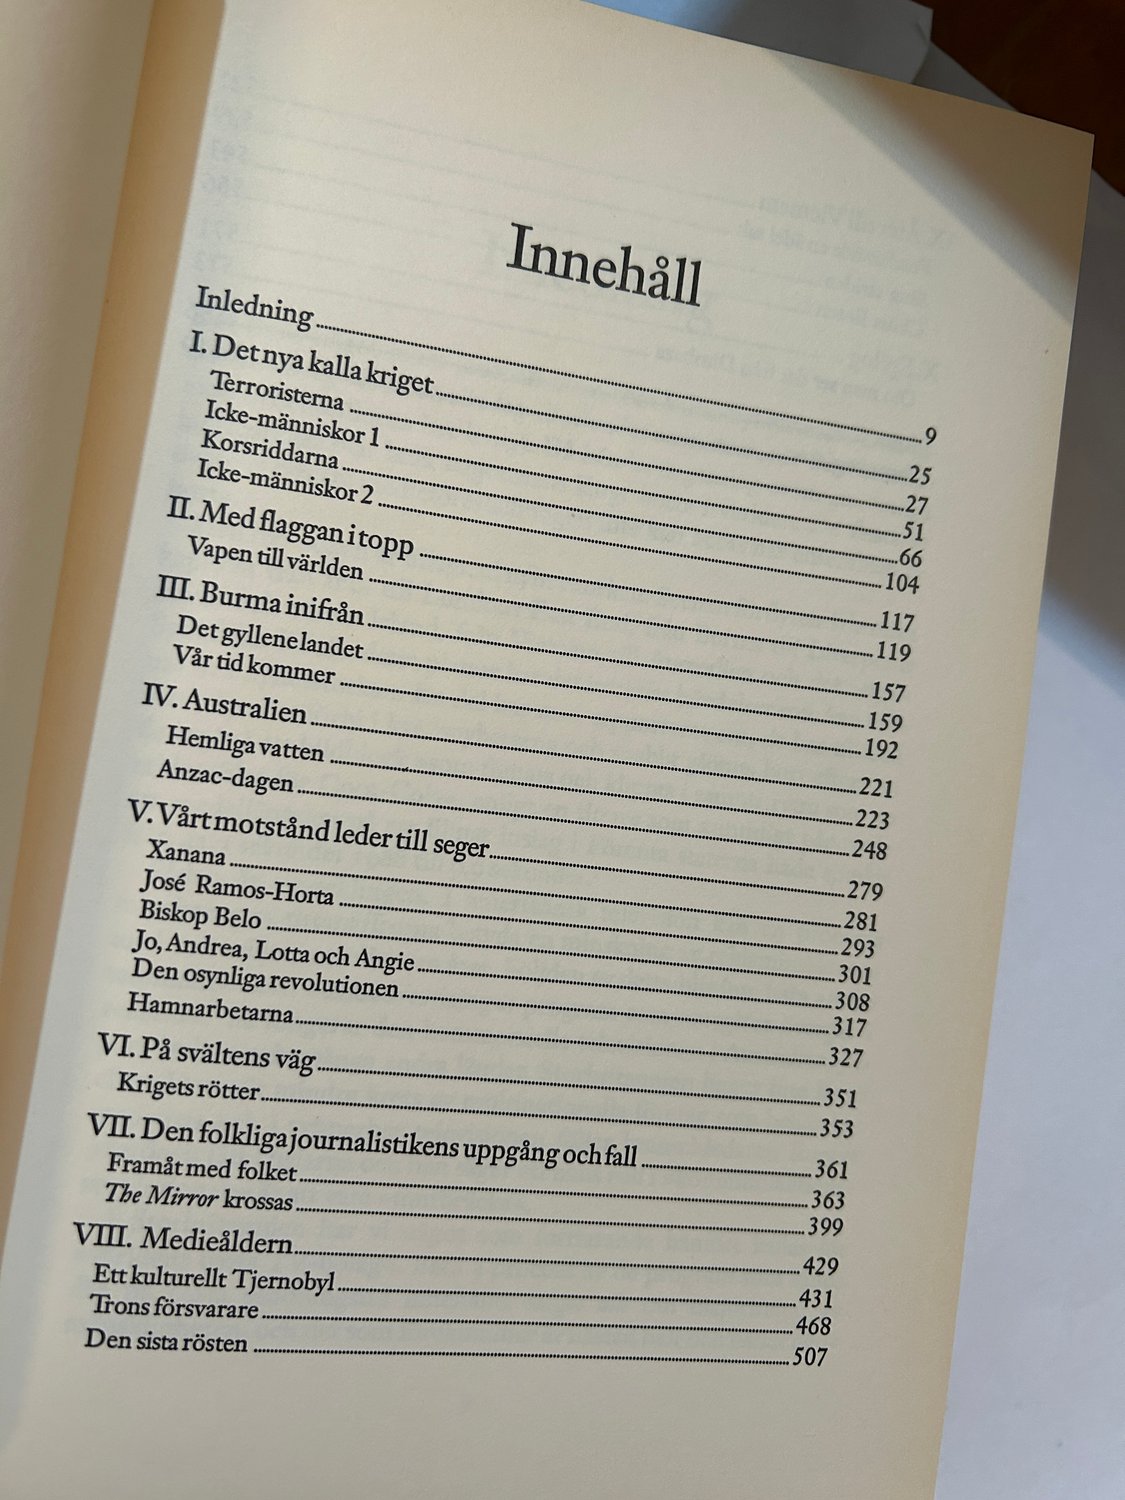 Innehåll
Inledning 9
I. Det nya kalla kriget 25
Terroristerna 27
Icke-människor 1 51
Korsriddarna 66
Icke-människor 2 104
II. Med flaggan i topp 117
Vapen till världen 119
III. Burma inifrån 157
Det gyllene landet 159
Vår tid kommer 192
IV. Australien 221
Hemliga vatten 223
Anzac-dagen 248
V. Vårt motstånd leder till seger 279
Xanana 281
José Ramos-Horta 293
Biskop Belo 301
Jo, Andrea, Lotta och Angie 308
Den osynliga revolutionen 317
Hamnarbetarna 327
VI. På svältens väg 351
Krigets rötter 353
VII. Den folkliga journalistikens uppgång och fall 361
Framåt med folket 363
The Mirror krossas 399
VIII. Medieåldern 429
Ett kulturellt Tjernobyl 431
Trons försvarare 468
Den sista rösten 507